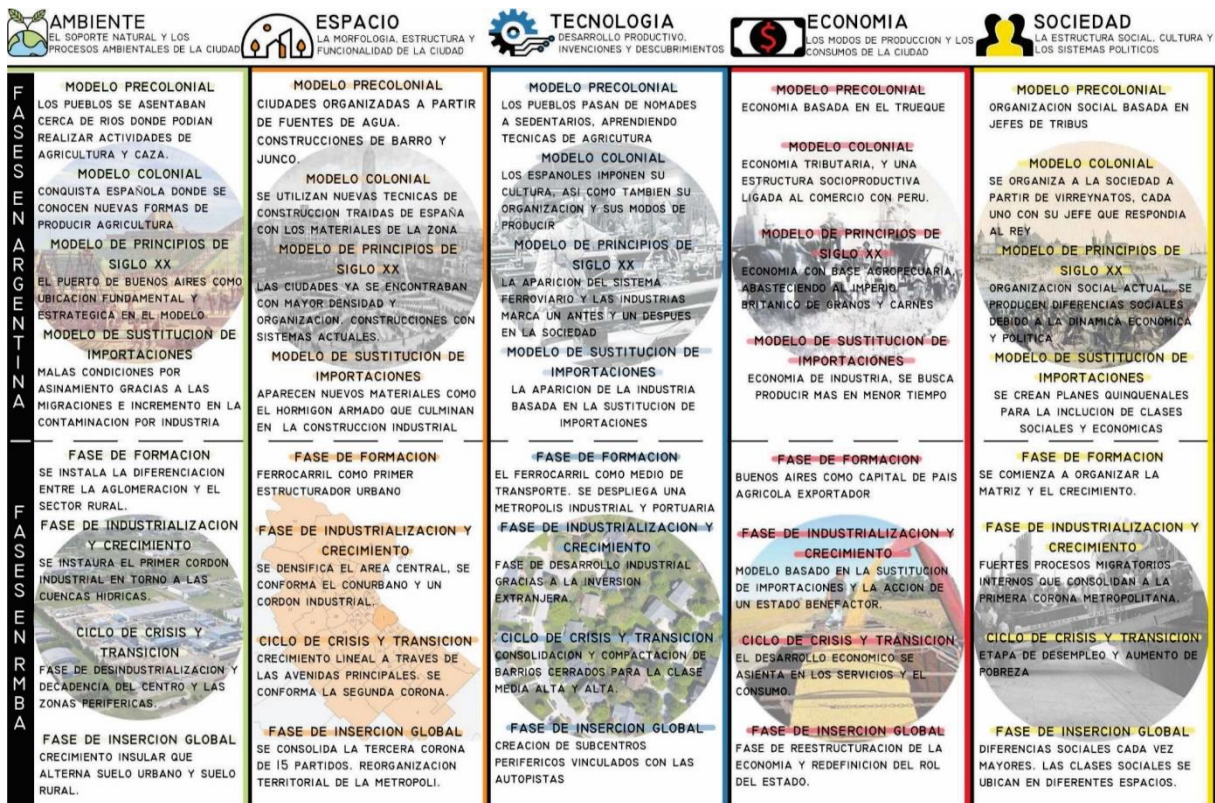 AMBIENTE
EL SOPORTE NATURAL Y LOS
PROCESOS AMBIENTALES DE LA CIUDAD
ESPACIO
LA MORFOLOGIA, ESTRUCTURA Y
FUNCIONALIDAD DE LA CIUDAD
TECNOLOGIA
DESARROLLO PRODUCTIVO,
INVENCIONES Y DESCUBRIMIENTOS
$
ECONOMIA
LOS MODOS DE PRODUCCION Y LOS
CONSUMOS DE LA CIUDAD
SOCIEDAD
LA ESTRUCTURA SOCIAL, CULTURA Y
LOS SISTEMAS POLITICOS
FASES EN ARGENTINA
MODELO PRECOLONIAL
LOS PUEBLOS SE ASENTABAN
CERCA DE RIOS DONDE PODIAN
REALIZAR ACTIVIDADES DE
AGRICULTURA Y CAZA.
MODELO COLONIAL
CONQUISTA ESPAÑOLA DONDE SE
CONOCEN NUEVAS FORMAS DE
PRODUCIR AGRICULTURA
MODELO DE PRINCIPIOS DE
SIGLO XX
EL PUERTO DE BUENOS AIRES COMO
UBICACION FUNDAMENTAL Y
ESTRATEGICA EN EL MODELO
MODELO DE SUSTITUCION DE
IMPORTACIONES
MALAS CONDICIONES POR
ASINAMIENTO GRACIAS A LAS
MIGRACIONES E INCREMENTO EN LA
CONTAMINACION POR INDUSTRIA
MODELO PRECOLONIAL
CIUDADES ORGANIZADAS A PARTIR
DE FUENTES DE AGUA.
CONSTRUCCIONES DE BARRO Y
JUNCO.
MODELO COLONIAL
SE UTILIZAN NUEVAS TECNICAS DE
CONSTRUCCION TRAIDAS DE ESPAÑA
CON LOS MATERIALES DE LA ZONA
MODELO DE PRINCIPIOS DE
SIGLO XX
LAS CIUDADES YA SE ENCONTRABAN
CON MAYOR DENSIDAD Y
ORGANIZACION, CONSTRUCCIONES CON
SISTEMAS ACTUALES.
MODELO DE SUSTITUCION DE
IMPORTACIONES
APARECEN NUEVOS MATERIALES COMO
EL HORMIGON ARMADO QUE CULMINAN
EN LA CONSTRUCCION INDUSTRIAL
MODELO PRECOLONIAL
LOS PUEBLOS PASAN DE NOMADES
A SEDENTARIOS, APRENDIENDO
TECNICAS DE AGRICUTURA
MODELO COLONIAL
LOS ESPANOLES IMPONEN SU
CULTURA, ASI COMO TAMBIEN SU
ORGANIZACION Y SUS MODOS DE
PRODUCIR
MODELO DE PRINCIPIOS DE
SIGLO XX
LA APARICION DEL SISTEMA
FERROVIARIO Y LAS INDUSTRIAS
MARCA UN ANTES Y UN DESPUES
EN LA SOCIEDAD
MODELO DE SUSTITUCION DE
IMPORTACIONES
LA APARICION DE LA INDUSTRIA
BASADA EN LA SUSTITUCION DE
IMPORTACIONES
MODELO PRECOLONIAL
ECONOMIA BASADA EN EL TRUEQUE
MODELO COLONIAL
ECONOMIA TRIBUTARIA, Y UNA
ESTRUCTURA SOCIOPRODUCTIVA
LIGADA AL COMERCIO CON PERU.
MODELO DE PRINCIPIOS DE
SIGLO XX
ECONOMIA CON BASE AGROPECUARIA,
ABASTECIENDO AL IMPERIO
BRITANICO DE GRANOS Y CARNES
MODELO DE SUSTITUCION DE
IMPORTACIONES
ECONOMIA DE INDUSTRIA, SE BUSCA
PRODUCIR MAS EN MENOR TIEMPO
MODELO PRECOLONIAL
ORGANIZACION SOCIAL BASADA EN
JEFES DE TRIBUS
MODELO COLONIAL
SE ORGANIZA A LA SOCIEDAD A
PARTIR DE VIRREYNATOS, CADA
UNO CON SU JEFE QUE RESPONDIA
AL REY
MODELO DE PRINCIPIOS DE
SIGLO XX
ORGANIZACION SOCIAL ACTUAL, SE
PRODUCEN DIFERENCIAS SOCIALES
DEBIDO A LA DINAMICA ECONOMICA
Y POLITICA
MODELO DE SUSTITUCION DE
IMPORTACIONES
SE CREAN PLANES QUINQUENALES
PARA LA INCLUCION DE CLASES
SOCIALES Y ECONOMICAS
FASES EN RMBA
FASE DE FORMACION
SE INSTALA LA DIFERENCIACION
ENTRE LA AGLOMERACION Y EL
SECTOR RURAL.
FASE DE INDUSTRIALIZACION
Y CRECIMIENTO
SE INSTAURA EL PRIMER CORDON
INDUSTRIAL EN TORNO A LAS
CUENCAS HIDRICAS.
CICLO DE CRISIS Y
TRANSICION
FASE DE DESINDUSTRIALIZACION Y
DECADENCIA DEL CENTRO Y LAS
ZONAS PERIFERICAS.
FASE DE INSERCION GLOBAL
CRECIMIENTO INSULAR QUE
ALTERNA SUELO URBANO Y SUELO
RURAL.
FASE DE FORMACION
FERROCARRIL COMO PRIMER
ESTRUCTURADOR URBANO
FASE DE INDUSTRIALIZACION Y
CRECIMIENTO
SE DENSIFICA EL AREA CENTRAL, SE
CONFORMA EL CONURBANO Y UN
CORDON INDUSTRIAL.
CICLO DE CRISIS Y TRANSICION
CRECIMIENTO LINEAL A TRAVES DE
LAS AVENIDAS PRINCIPALES. SE
CONFORMA LA SEGUNDA CORONA.
FASE DE INSERCION GLOBAL
SE CONSOLIDA LA TERCERA CORONA
DE 15 PARTIDOS. REORGANIZACION
TERRITORIAL DE LA METROPOLI.
FASE DE FORMACION
EL FERROCARRIL COMO MEDIO DE
TRANSPORTE. SE DESPLIEGA UNA
METROPOLIS INDUSTRIAL Y PORTUARIA
FASE DE INDUSTRIALIZACION Y
CRECIMIENTO
FASE DE DESARROLLO INDUSTRIAL
GRACIAS A LA INVERSION
EXTRANJERA.
CICLO DE CRISIS Y TRANSICION
CONSOLIDACION Y COMPACTACION DE
BARRIOS CERRADOS PARA LA CLASE
MEDIA ALTA Y ALTA.
FASE DE INSERCION GLOBAL
CREACION DE SUBCENTROS
PERIFERICOS VINCULADOS CON LAS
AUTOPISTAS
FASE DE FORMACION
BUENOS AIRES COMO CAPITAL DE PAIS
AGRICOLA EXPORTADOR
FASE DE INDUSTRIALIZACION Y
CRECIMIENTO
MODELO BASADO EN LA SUSTITUCION
DE IMPORTACIONES Y LA ACCION DE
UN ESTADO BENEFACTOR.
CICLO DE CRISIS Y TRANSICION
EL DESARROLLO ECONOMICO SE
ASIENTA EN LOS SERVICIOS Y EL
CONSUMO.
FASE DE INSERCION GLOBAL
FASE DE REESTRUCTURACION DE LA
ECONOMIA Y REDEFINICION DEL ROL
DEL ESTADO.
FASE DE FORMACION
SE COMIENZA A ORGANIZAR LA
MATRIZ Y EL CRECIMIENTO.
FASE DE INDUSTRIALIZACION Y
CRECIMIENTO
FUERTES PROCESOS MIGRATORIOS
INTERNOS QUE CONSOLIDAN A LA
PRIMERA CORONA METROPOLITANA.
CICLO DE CRISIS Y TRANSICION
ETAPA DE DESEMPLEO Y AUMENTO DE
POBREZA
FASE DE INSERCION GLOBAL
DIFERENCIAS SOCIALES CADA VEZ
MAYORES. LAS CLASES SOCIALES SE
UBICAN EN DIFERENTES ESPACIOS.